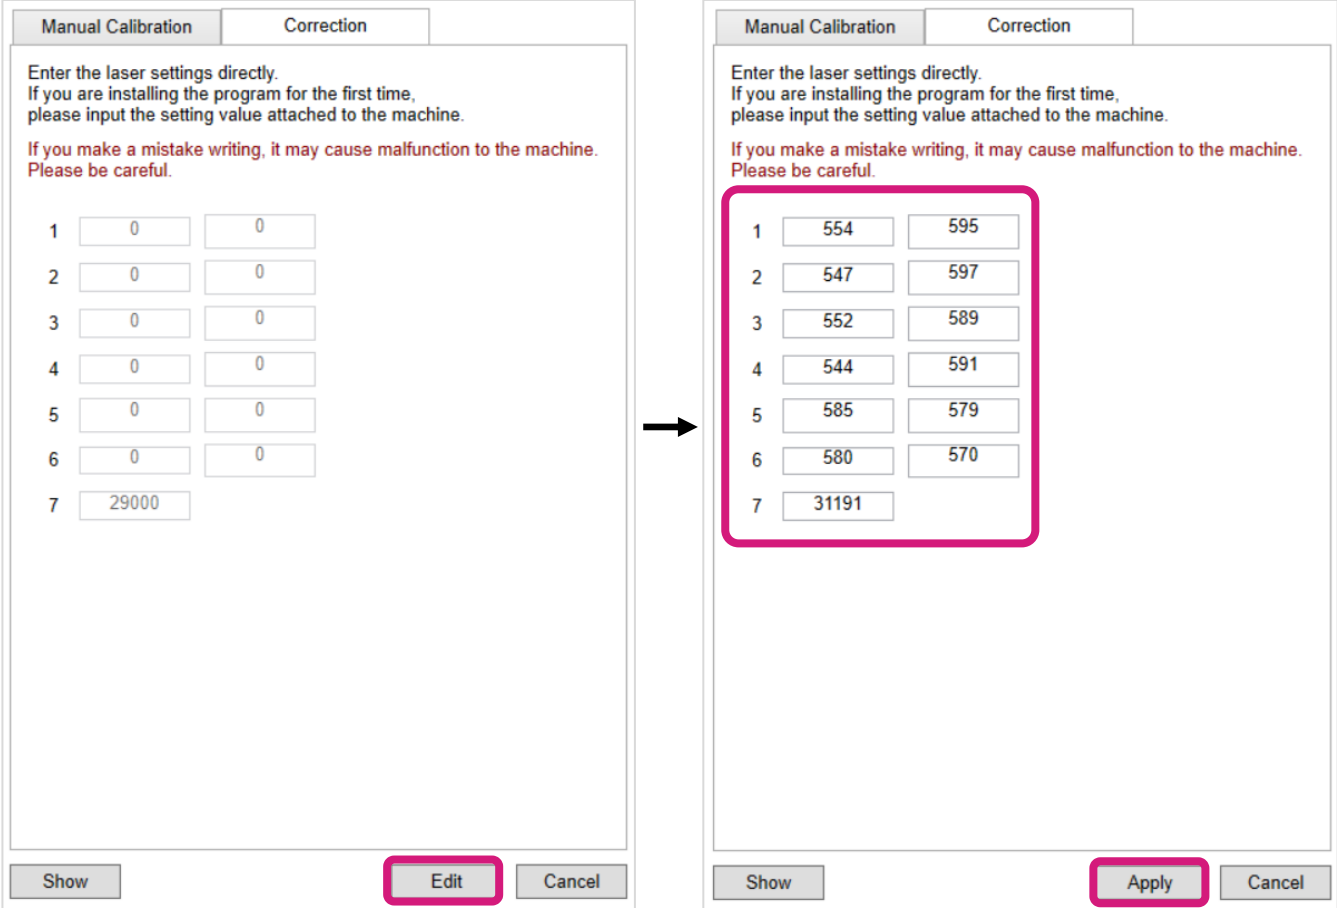 Manual Calibration Correction
Enter the laser settings directly.
If you are installing the program for the first time,
please input the setting value attached to the machine.
If you make a mistake writing, it may cause malfunction to the machine.
Please be careful.
1 0 0
2 0 0
3 0 0
4 0 0
5 0 0
6 0 0
7 29000
Show Edit Cancel
Manual Calibration Correction
Enter the laser settings directly.
If you are installing the program for the first time,
please input the setting value attached to the machine.
If you make a mistake writing, it may cause malfunction to the machine.
Please be careful.
1 554 595
2 547 597
3 552 589
4 544 591
5 585 579
6 580 570
7 31191
Show Apply Cancel